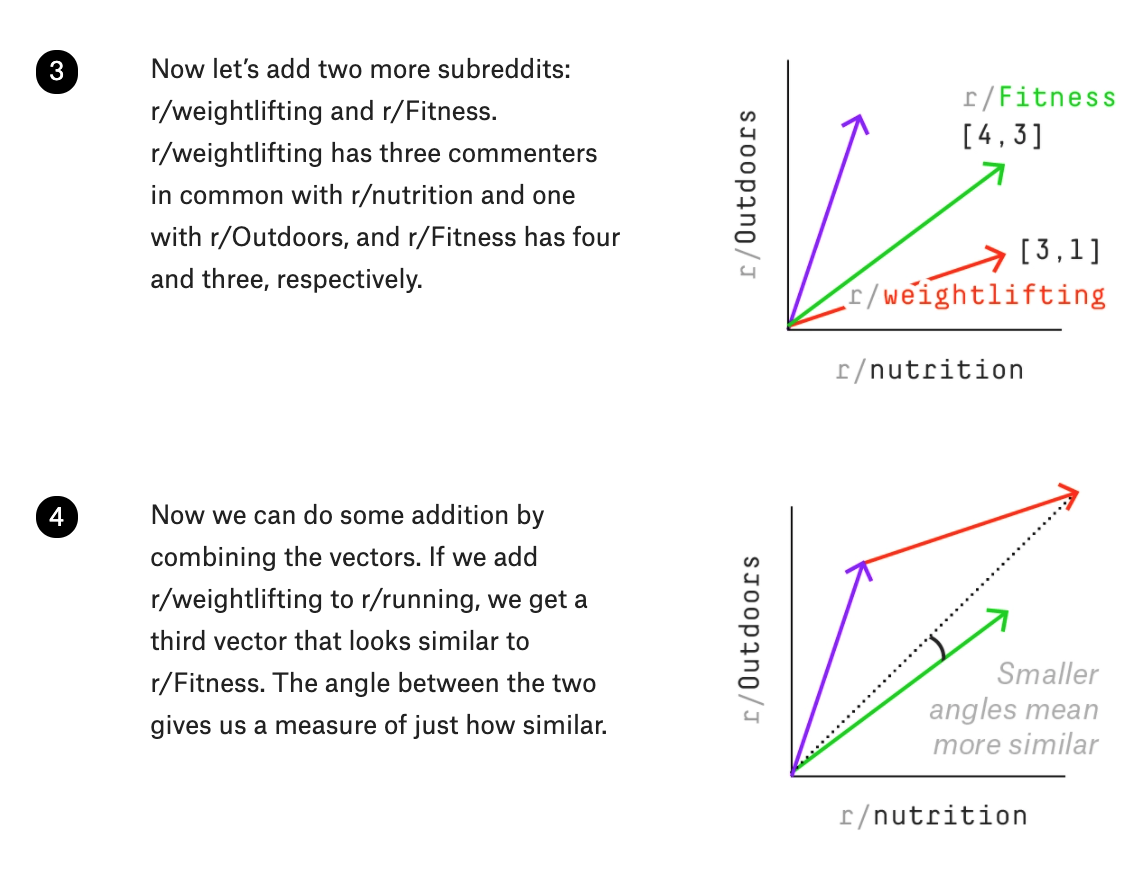 3
Now let’s add two more subreddits:
r/weightlifting and r/Fitness.
r/weightlifting has three commenters
in common with r/nutrition and one
with r/Outdoors, and r/Fitness has four
and three, respectively.
r/Outdoors
r/Fitness
[4,3]
[3,1]
r/weightlifting
r/nutrition
4
Now we can do some addition by
combining the vectors. If we add
r/weightlifting to r/running, we get a
third vector that looks similar to
r/Fitness. The angle between the two
gives us a measure of just how similar.
r/Outdoors
Smaller
angles mean
more similar
r/nutrition